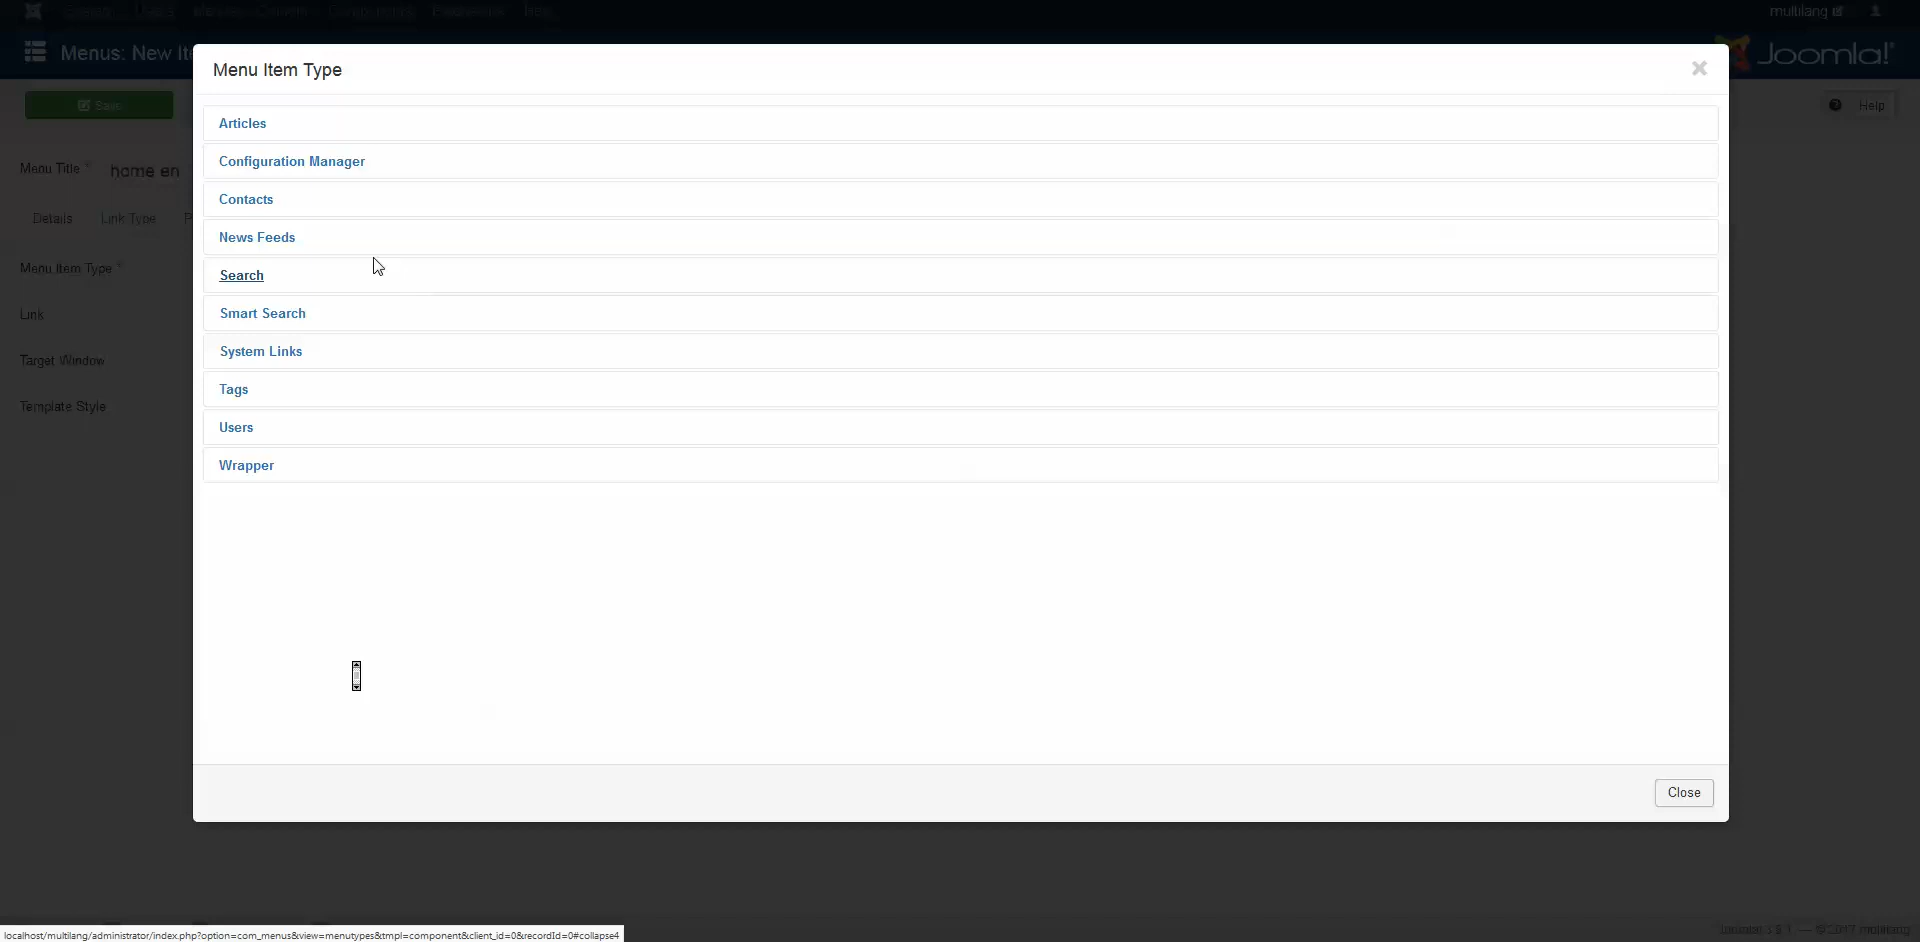 multilang
Menus: New Ite
Joomla!
Menu Item Type
Save
Help
Articles
Configuration Manager
Contacts
News Feeds
Search
Smart Search
System Links
Tags
Users
Wrapper
Menu Title *
home en
Details
Link Type
P
Menu Item Type *
Link
Target Window
Template Style
Close
localhost/multilang/administrator/index.php?option=com_menus&view=menutypes&tmpl=component&client_id=0&recordId=0#collapse4